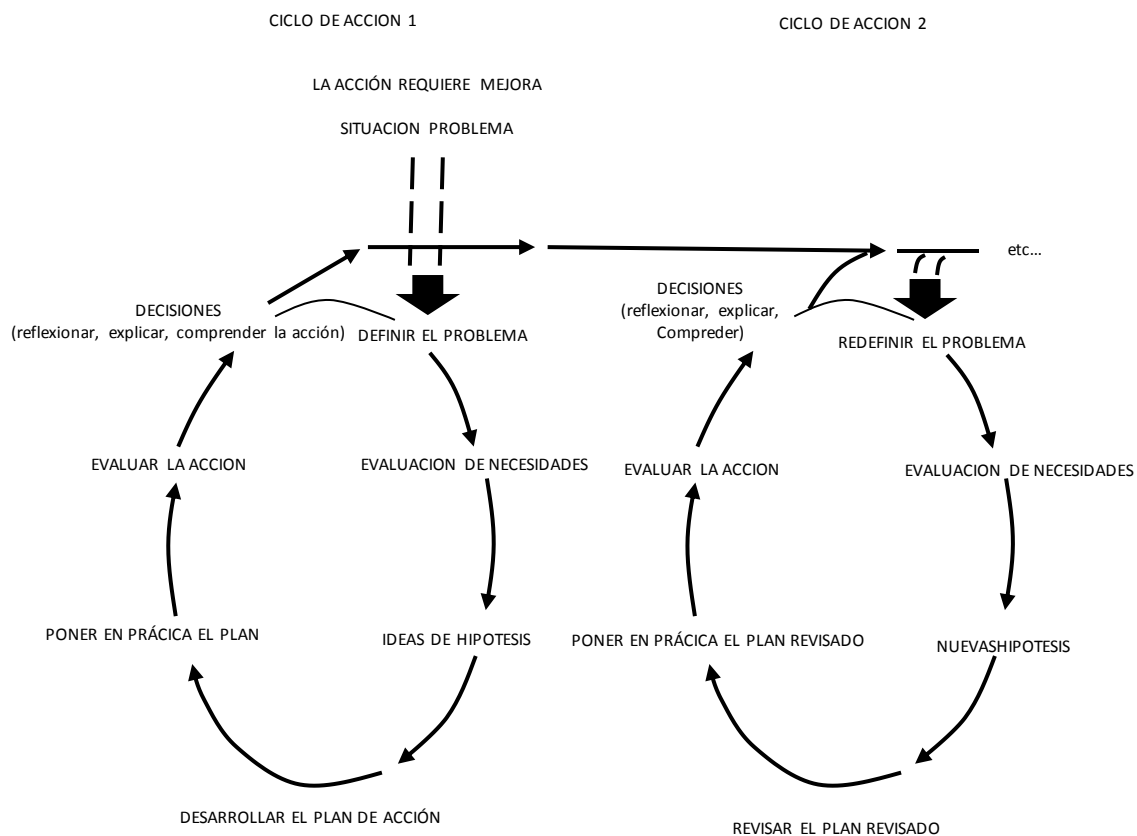 CICLO DE ACCION 1
CICLO DE ACCION 2
LA ACCIÓN REQUIERE MEJORA
SITUACION PROBLEMA
etc...
DECISIONES
(reflexionar, explicar, comprender la acción)
DEFINIR EL PROBLEMA
EVALUACION DE NECESIDADES
IDEAS DE HIPOTESIS
DESARROLLAR EL PLAN DE ACCIÓN
PONER EN PRÁCICA EL PLAN
EVALUAR LA ACCION
DECISIONES
(reflexionar, explicar,
Compreder)
REDEFINIR EL PROBLEMA
EVALUACION DE NECESIDADES
NUEVASHIPOTESIS
REVISAR EL PLAN REVISADO
PONER EN PRÁCICA EL PLAN REVISADO
EVALUAR LA ACCION